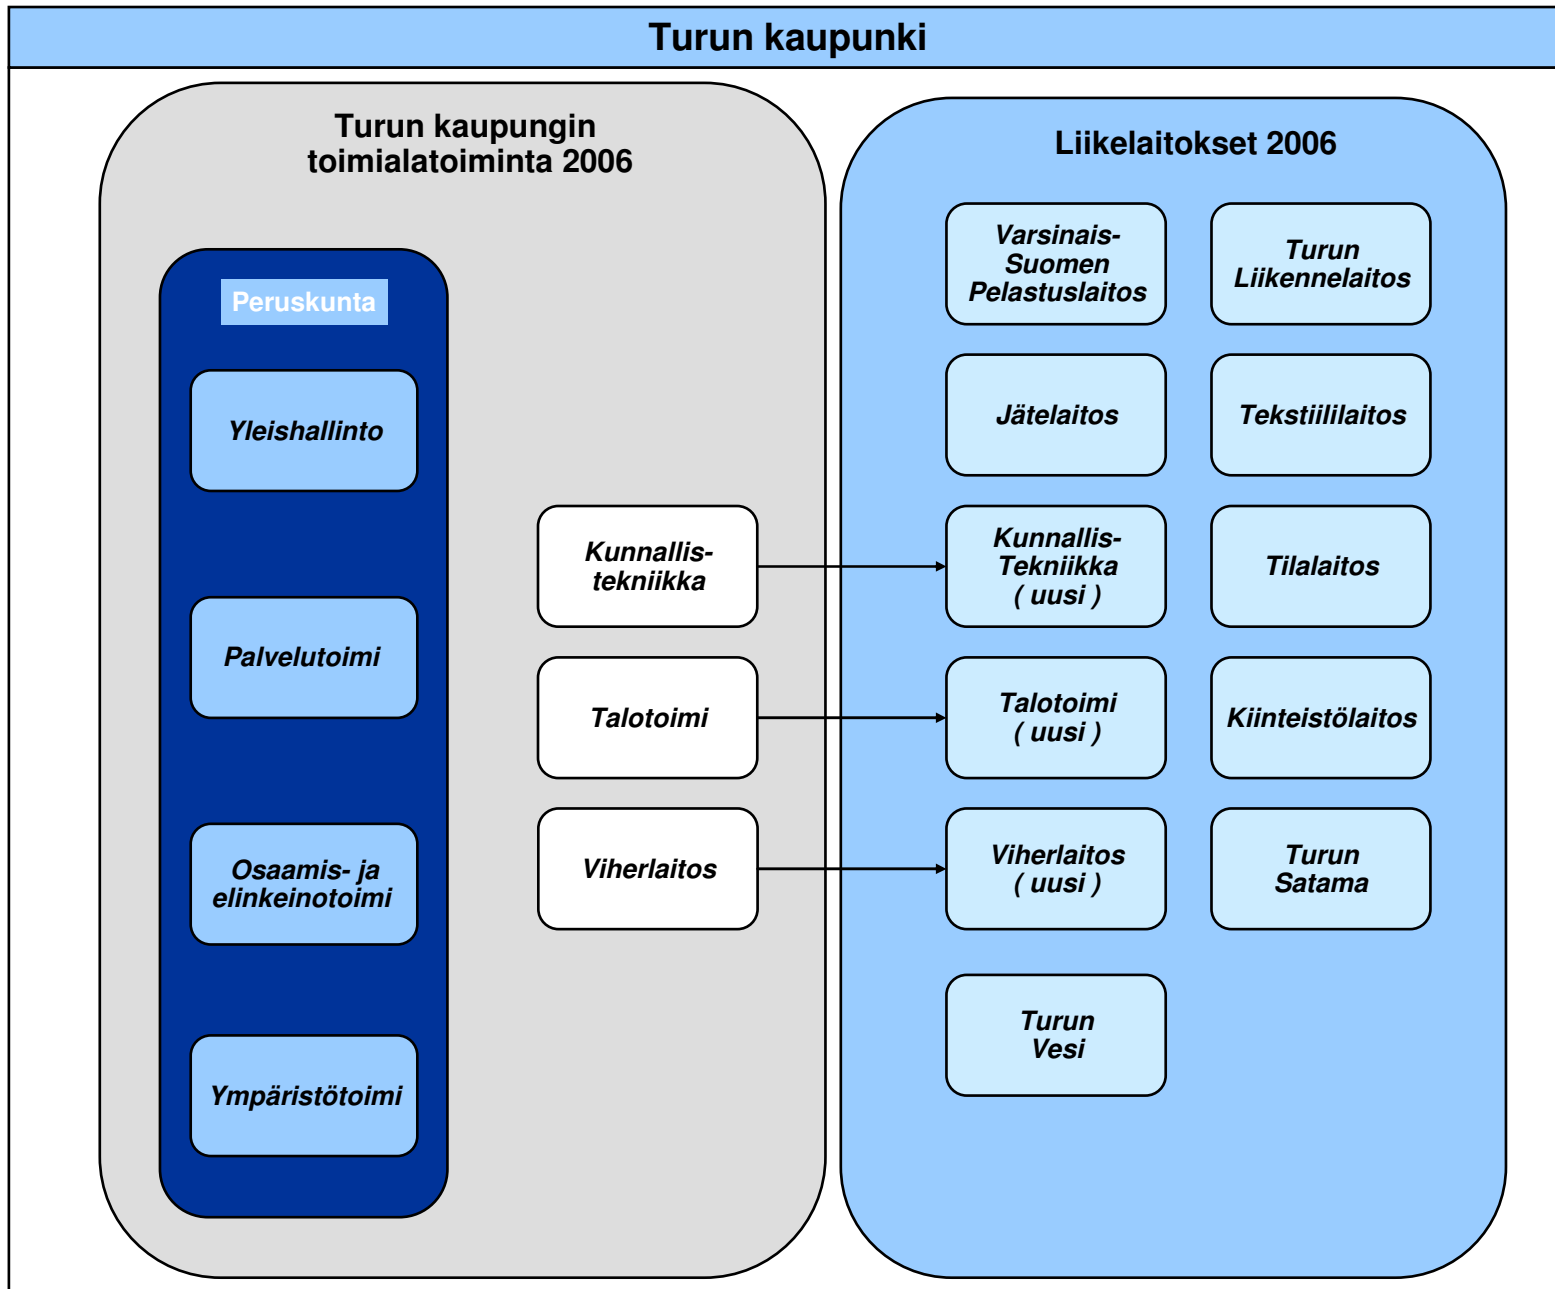 Turun kaupunki
Turun kaupungin
toimialatoiminta 2006
Peruskunta
Yleishallinto
Palvelutoimi
Osaamis- ja
elinkeinotoimi
Ympäristötoimi
Kunnallis-
tekniikka
Talotoimi
Viherlaitos
Liikelaitokset 2006
Varsinais-
Suomen
Pelastuslaitos
Turun
Liikennelaitos
Jätelaitos
Tekstiililaitos
Kunnallis-
Tekniikka
( uusi )
Tilalaitos
Talotoimi
( uusi )
Kiinteistölaitos
Viherlaitos
( uusi )
Turun
Satama
Turun
Vesi